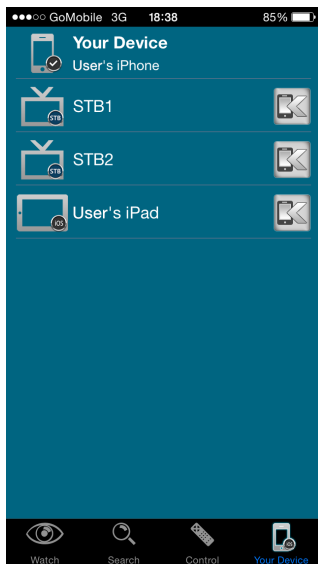 GoMobile 3G 18:38 85%
Your Device
User's iPhone
STB
STB1
STB
STB2
iOS
User's iPad
iOS
Watch Search Control Your Device